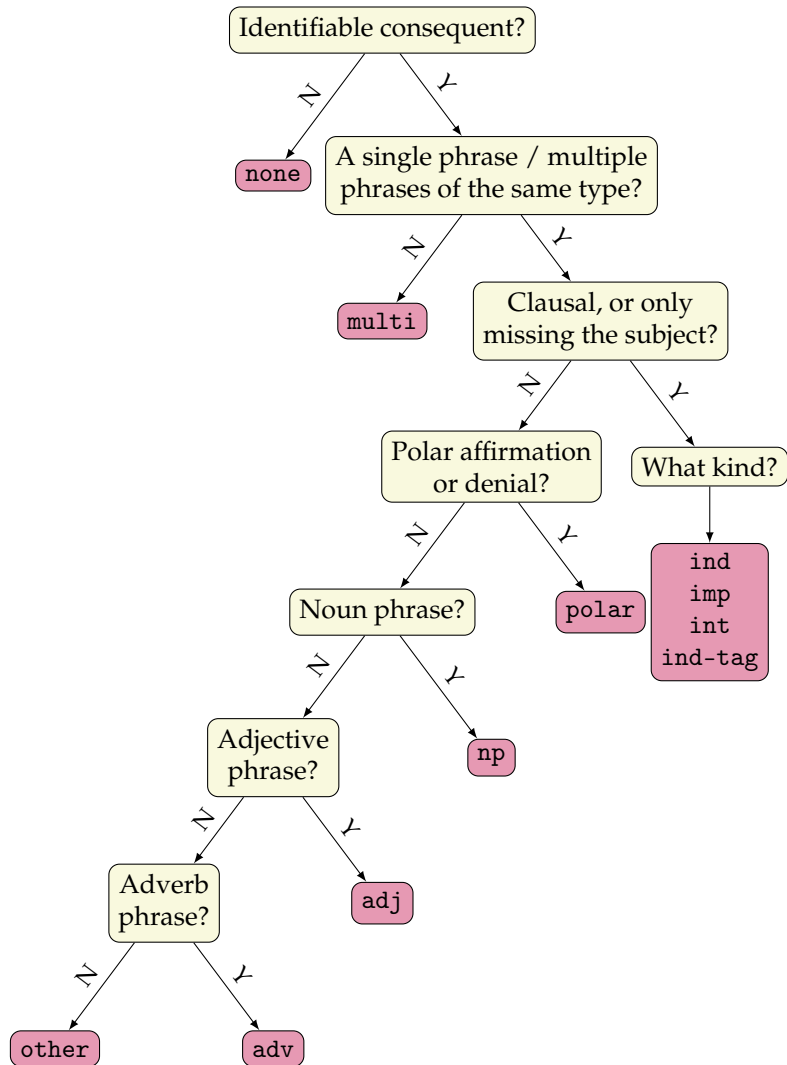 Identifiable consequent?
N
Y
none
A single phrase / multiple
phrases of the same type?
N
Y
multi
Clausal, or only
missing the subject?
N
Y
Polar affirmation
or denial?
What kind?
N
Y
ind
imp
int
ind-tag
Noun phrase?
polar
N
Y
Adjective
phrase?
np
N
Y
Adverb
phrase?
adj
N
Y
other
adv